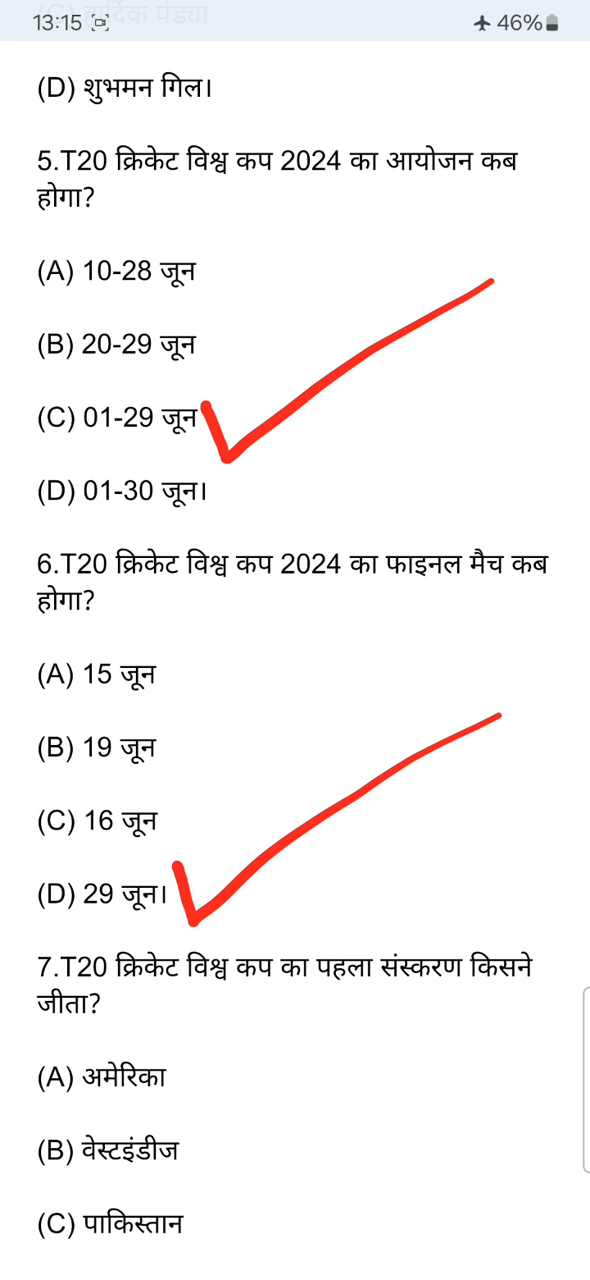 13:15
46%
(D) शुभमन गिल।
5.T20 क्रिकेट विश्व कप 2024 का आयोजन कब
होगा?
(A) 10-28 जून
(B) 20-29 जून
(C) 01-29 जून
(D) 01-30 जून।
6.T20 क्रिकेट विश्व कप 2024 का फाइनल मैच कब
होगा?
(A) 15 जून
(B) 19 जून
(C) 16 जून
(D) 29 जून।
7.T20 क्रिकेट विश्व कप का पहला संस्करण किसने
जीता?
(A) अमेरिका
(B) वेस्टइंडीज
(C) पाकिस्तान